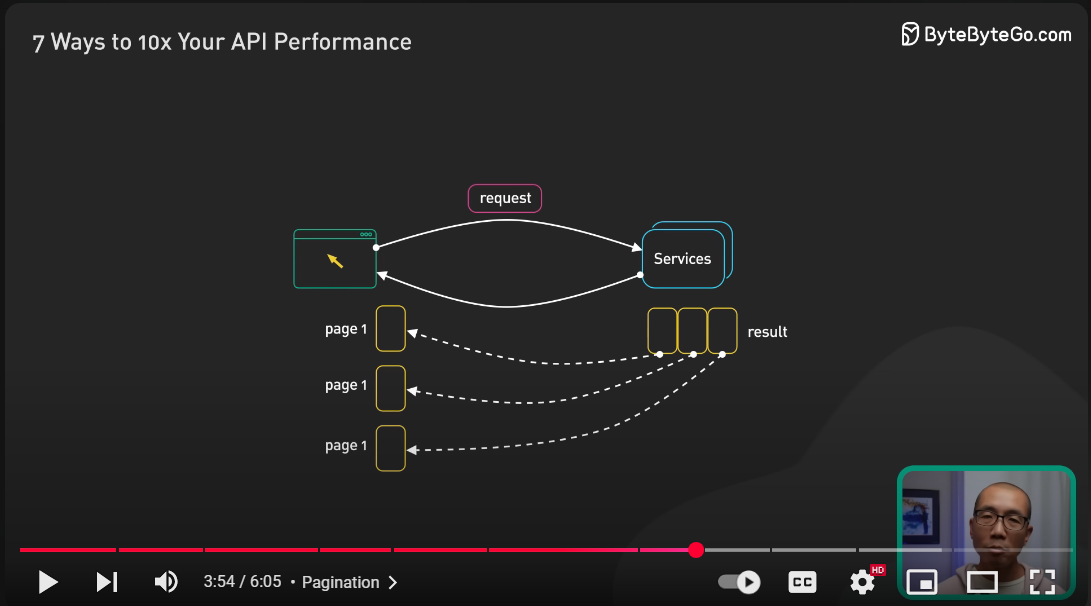 7 Ways to 10x Your API Performance
ByteByteGo.com
request
Services
page 1
result
page 1
page 1
3:54 / 6:05 • Pagination
CC
HD